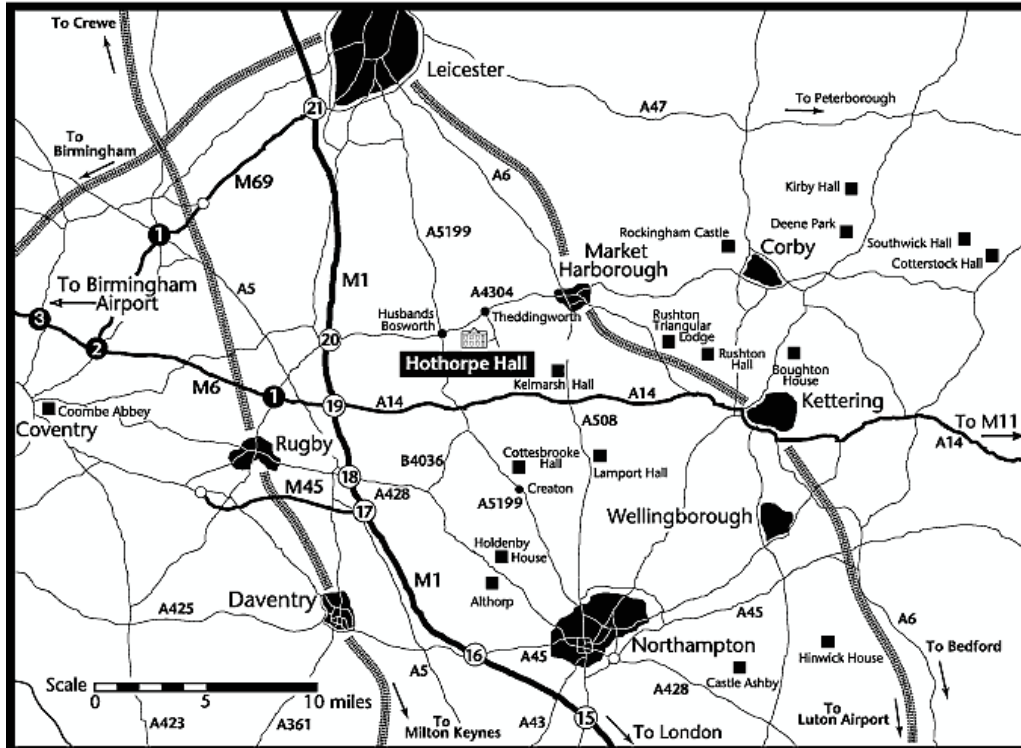 To Crewe
Leicester
21
A47
To Peterborough
To
Birmingham
M69
A6
Kirby Hall
Deene Park
1
A5199
Rockingham Castle
Corby
Southwick Hall
Cotterstock Hall
Market
Harborough
To Birmingham
Airport
A5
M1
A4304
Theddingworth
Husbands
Bosworth
3
2
20
Hothorpe Hall
Rushton
Triangular
Lodge
Rushton
Hall
Boughton
House
Kelmarsh Hall
M6
1
19
A14
A14
Kettering
To M11
A14
Coombe Abbey
Coventry
Rugby
A508
B4036
Cottesbrooke
Hall
Lamport Hall
18
M45
A428
Creaton
A5199
17
Wellingborough
Holdenby
House
Althorp
M1
A425
Daventry
A45
A6
16
A45
Northampton
Hinwick House
To Bedford
A5
Castle Ashby
A428
Scale
0
5
10 miles
A423
A361
To
Milton Keynes
A43
15
To London
To
Luton Airport